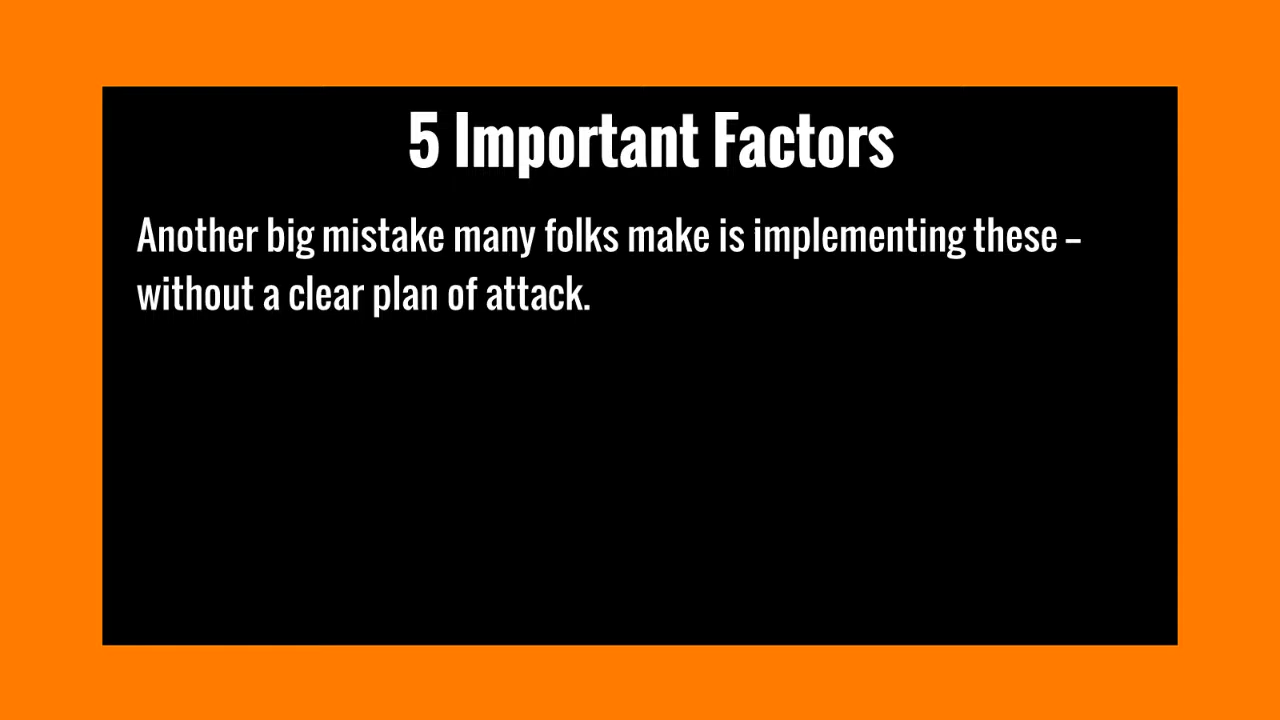 5 Important Factors
Another big mistake many folks make is implementing these –
without a clear plan of attack.